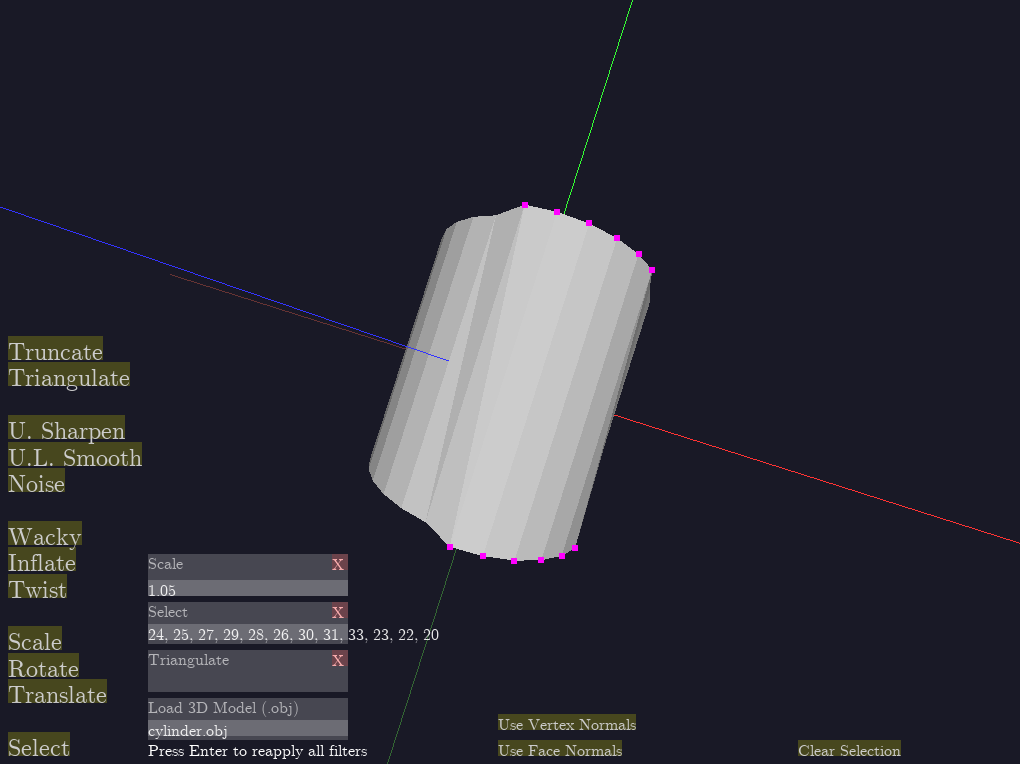 Truncate
Triangulate
U. Sharpen
U.L. Smooth
Noise
Wacky
Inflate
Twist
Scale
Rotate
Translate
Select
Scale X
1.05
Select X
24, 25, 27, 29, 28, 26, 30, 31, 33, 23, 22, 20
Triangulate X
Load 3D Model (.obj)
cylinder.obj
Press Enter to reapply all filters
Use Vertex Normals
Use Face Normals
Clear Selection